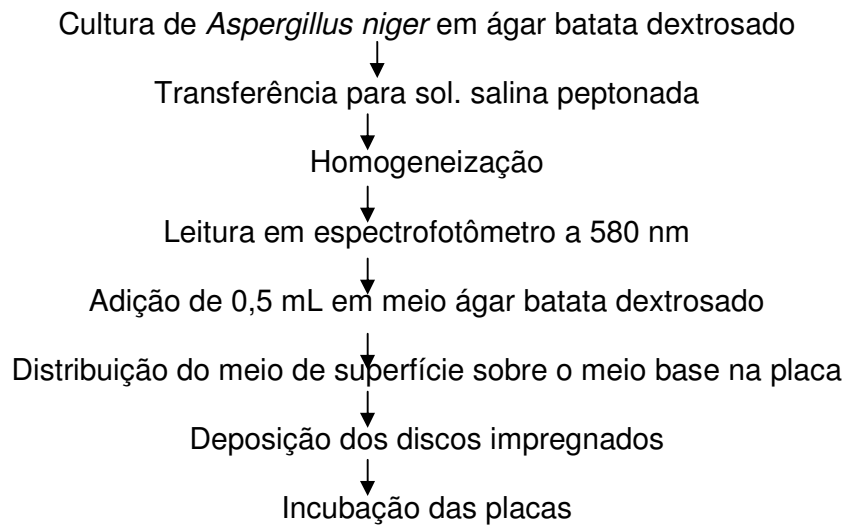 Cultura de Aspergillus niger em ágar batata dextrosado
Transferência para sol. salina peptonada
Homogeneização
Leitura em espectrofotômetro a 580 nm
Adição de 0,5 mL em meio ágar batata dextrosado
Distribuição do meio de superfície sobre o meio base na placa
Deposição dos discos impregnados
Incubação das placas